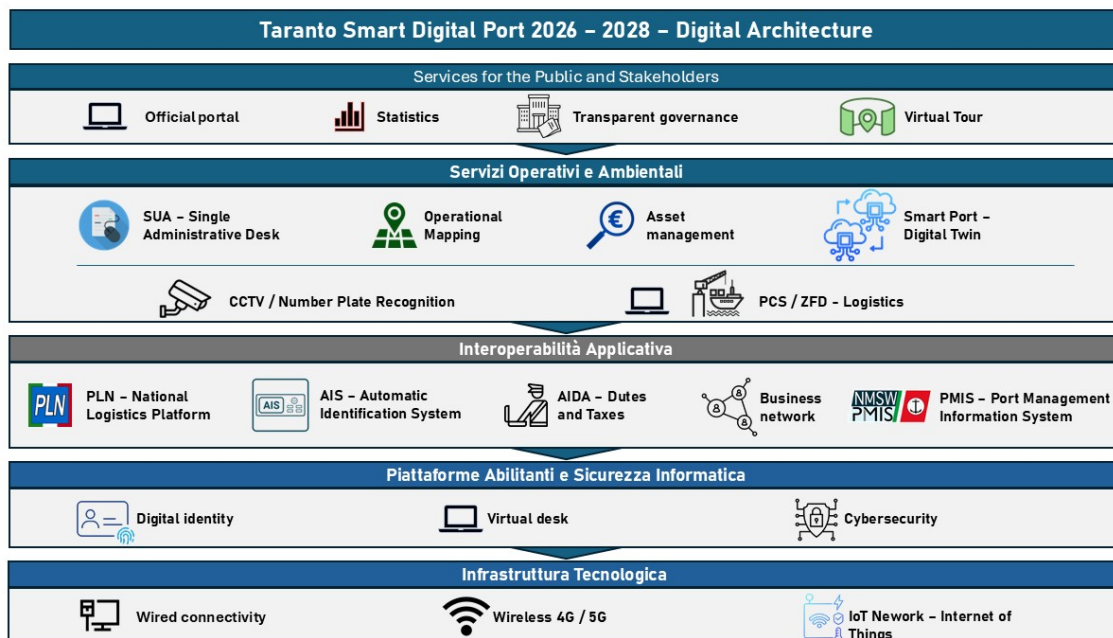 Taranto Smart Digital Port 2026 – 2028 – Digital Architecture
Services for the Public and Stakeholders
Official portal
Statistics
Transparent governance
Virtual Tour
Servizi Operativi e Ambientali
SUA – Single
Administrative Desk
Operational
Mapping
Asset
management
Smart Port –
Digital Twin
CCTV / Number Plate Recognition
PCS / ZFD - Logistics
Interoperabilità Applicativa
PLN
PLN – National
Logistics Platform
AIS
AIS – Automatic
Identification System
AIDA – Dutes
and Taxes
Business
network
NMSW
PMIS
PMIS – Port Management
Information System
Piattaforme Abilitanti e Sicurezza Informatica
Digital identity
Virtual desk
Cybersecurity
Infrastruttura Tecnologica
Wired connectivity
Wireless 4G / 5G
IoT Nework – Internet of
Things